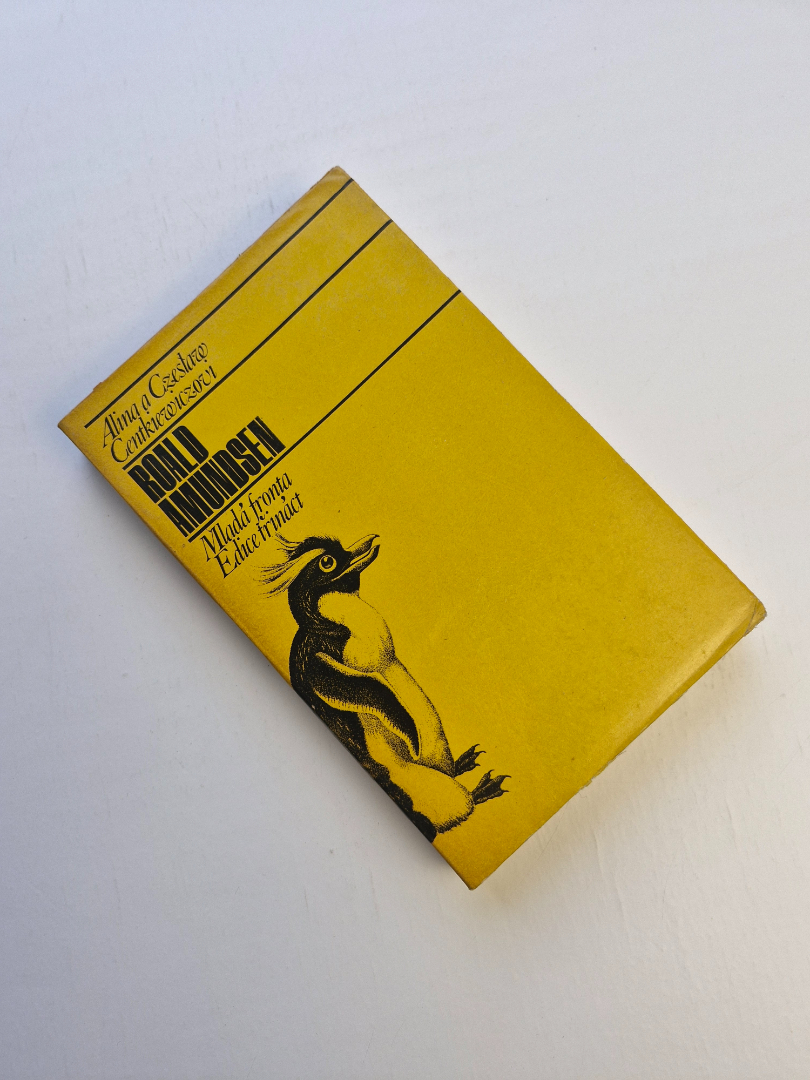 Alina a Czesław
Centkiewiczovi
ROALD
AMUNDSEN
Mladá fronta
Edice třináct